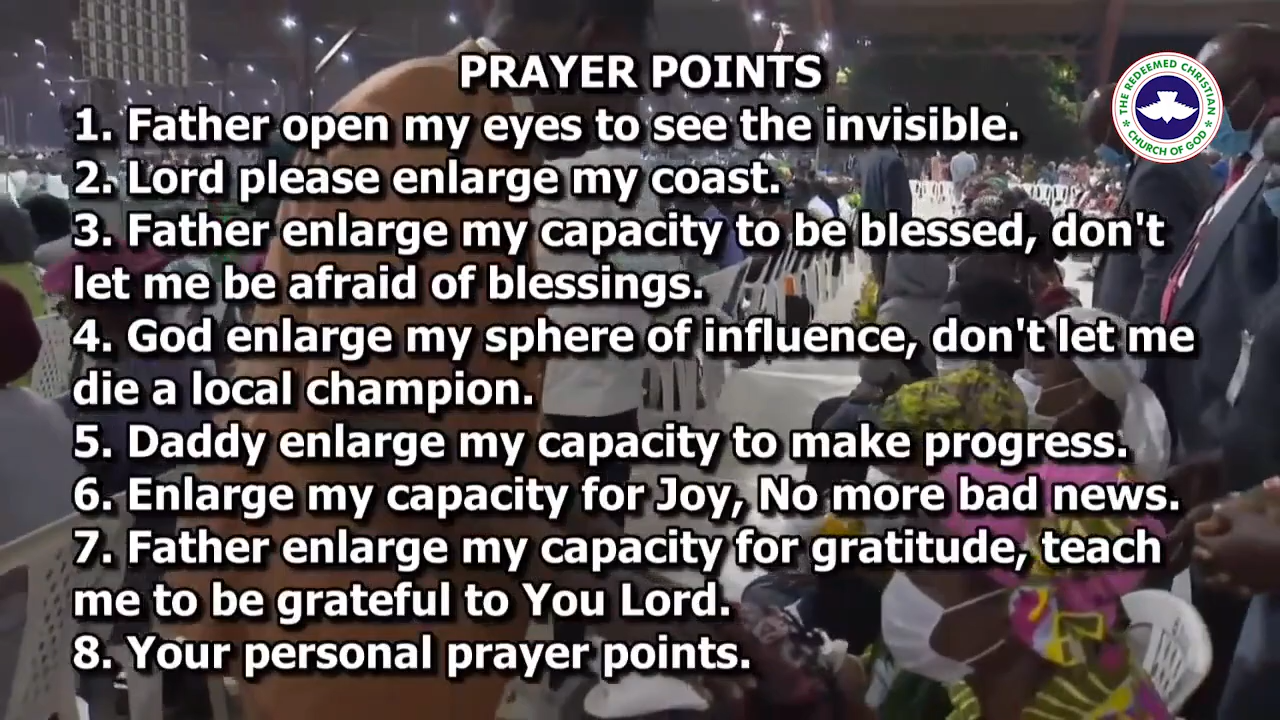 PRAYER POINTS
1. Father open my eyes to see the invisible.
2. Lord please enlarge my coast.
3. Father enlarge my capacity to be blessed, don't
let me be afraid of blessings.
4. God enlarge my sphere of influence, don't let me
die a local champion.
5. Daddy enlarge my capacity to make progress.
6. Enlarge my capacity for Joy, No more bad news.
7. Father enlarge my capacity for gratitude, teach
me to be grateful to You Lord.
8. Your personal prayer points.
THE REDEEMED CHRISTIAN
CHURCH OF GOD